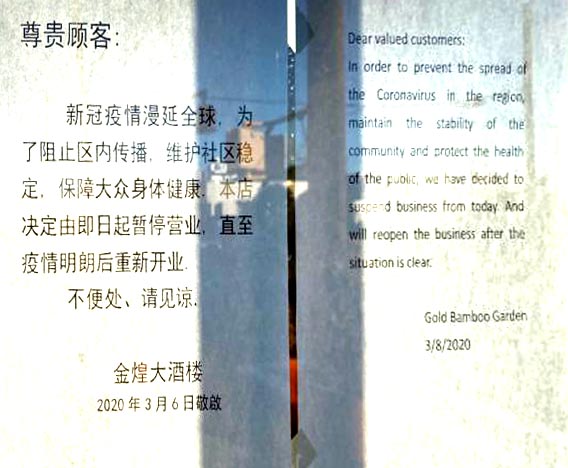 尊贵顾客:
新冠疫情漫延全球，为
了阻止区内传播，维护社区稳
定，保障大众身体健康．本店
决定由即日起暂停营业，直至
疫情明朗后重新开业．
不便处、请见谅．
金煌大酒楼
2020年3月6日敬啟
Dear valued customers:
In order to prevent the spread of
the Coronavirus in the region,
maintain the stability of the
community and protect the health
of the public, we have decided to
suspend business from today. And
will reopen the business after the
situation is clear.
Gold Bamboo Garden
3/8/2020